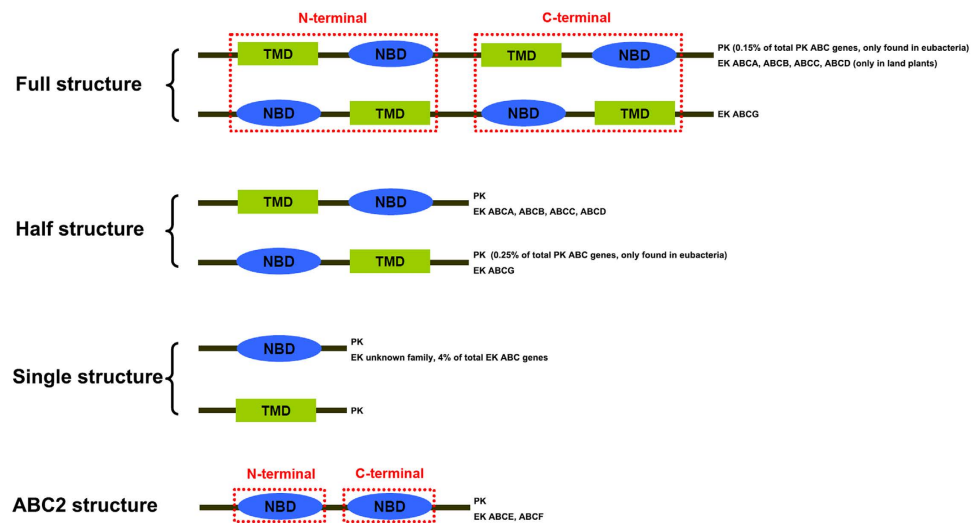 N-terminal
C-terminal
Full structure
TMD
NBD
TMD
NBD
PK (0.15% of total PK ABC genes, only found in eubacteria)
EK ABCA, ABCB, ABCC, ABCD (only in land plants)
NBD
TMD
NBD
TMD
EK ABCG
Half structure
TMD
NBD
PK
EK ABCA, ABCB, ABCC, ABCD
NBD
TMD
PK (0.25% of total PK ABC genes, only found in eubacteria)
EK ABCG
Single structure
NBD
PK
EK unknown family, 4% of total EK ABC genes
TMD
PK
N-terminal
C-terminal
ABC2 structure
NBD
NBD
PK
EK ABCE, ABCF